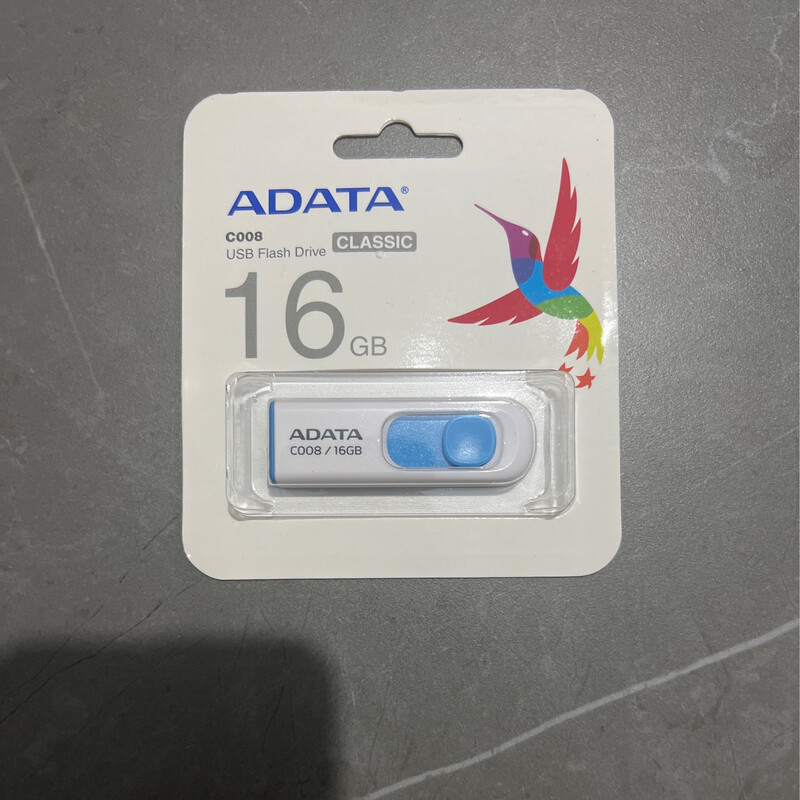 ADATA®
C008
USB Flash Drive CLASSIC
16GB
ADATA
C008 / 16GB